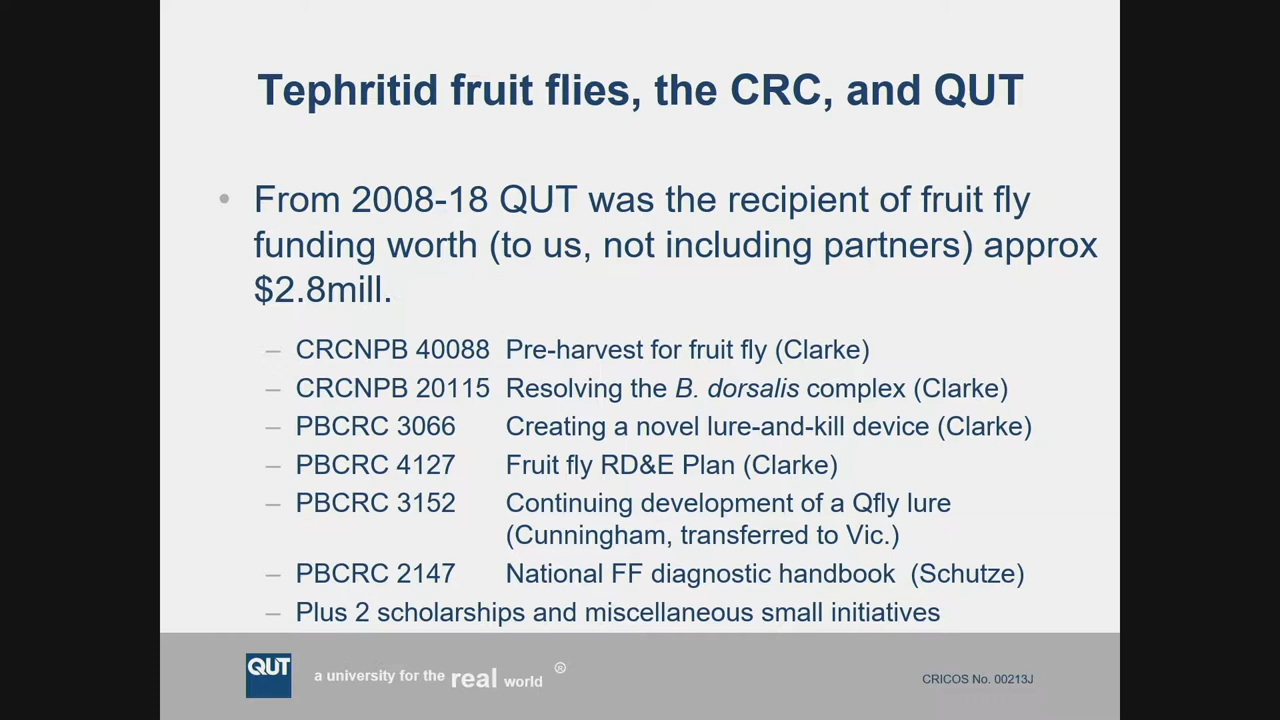 Tephritid fruit flies, the CRC, and QUT
• From 2008-18 QUT was the recipient of fruit fly
funding worth (to us, not including partners) approx
$2.8mill.
– CRCNPB 40088 Pre-harvest for fruit fly (Clarke)
– CRCNPB 20115 Resolving the B. dorsalis complex (Clarke)
– PBCRC 3066 Creating a novel lure-and-kill device (Clarke)
– PBCRC 4127 Fruit fly RD&E Plan (Clarke)
– PBCRC 3152 Continuing development of a Qfly lure
(Cunningham, transferred to Vic.)
– PBCRC 2147 National FF diagnostic handbook (Schutze)
– Plus 2 scholarships and miscellaneous small initiatives
QUT
a university for the real world ®
CRICOS No. 00213J